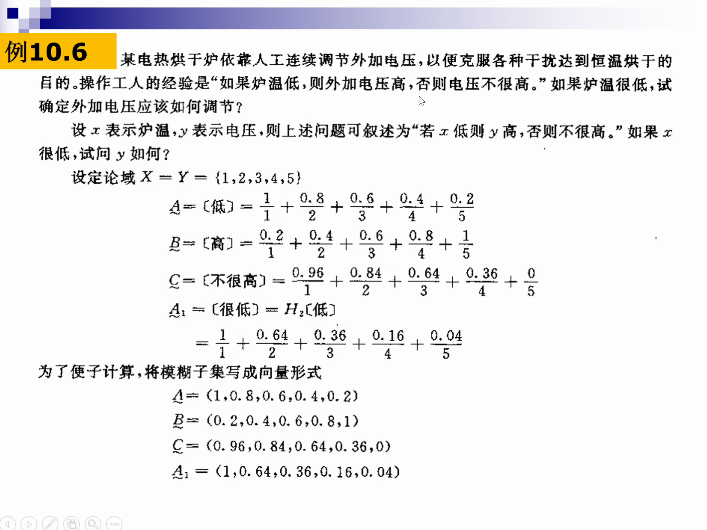 例10.6
某电热烘干炉依靠人工连续调节外加电压,以便克服各种干扰达到恒温烘干的
目的。操作工人的经验是“如果炉温低,则外加电压高,否则电压不很高。”如果炉温很低,试
确定外加电压应该如何调节?
设 x 表示炉温,y 表示电压,则上述问题可叙述为“若 x 低则 y 高,否则不很高。”如果 x
很低,试问 y 如何?
设定论域 X = Y = {1,2,3,4,5}
A̰=〔低〕= 1/1 + 0.8/2 + 0.6/3 + 0.4/4 + 0.2/5
B̰=〔高〕= 0.2/1 + 0.4/2 + 0.6/3 + 0.8/4 + 1/5
C̰=〔不很高〕= 0.96/1 + 0.84/2 + 0.64/3 + 0.36/4 + 0/5
A̰₁ =〔很低〕= H₂〔低〕
= 1/1 + 0.64/2 + 0.36/3 + 0.16/4 + 0.04/5
为了便于计算,将模糊子集写成向量形式
A̰= (1,0.8,0.6,0.4,0.2)
B̰= (0.2,0.4,0.6,0.8,1)
C̰= (0.96,0.84,0.64,0.36,0)
A̰₁ = (1,0.64,0.36,0.16,0.04)